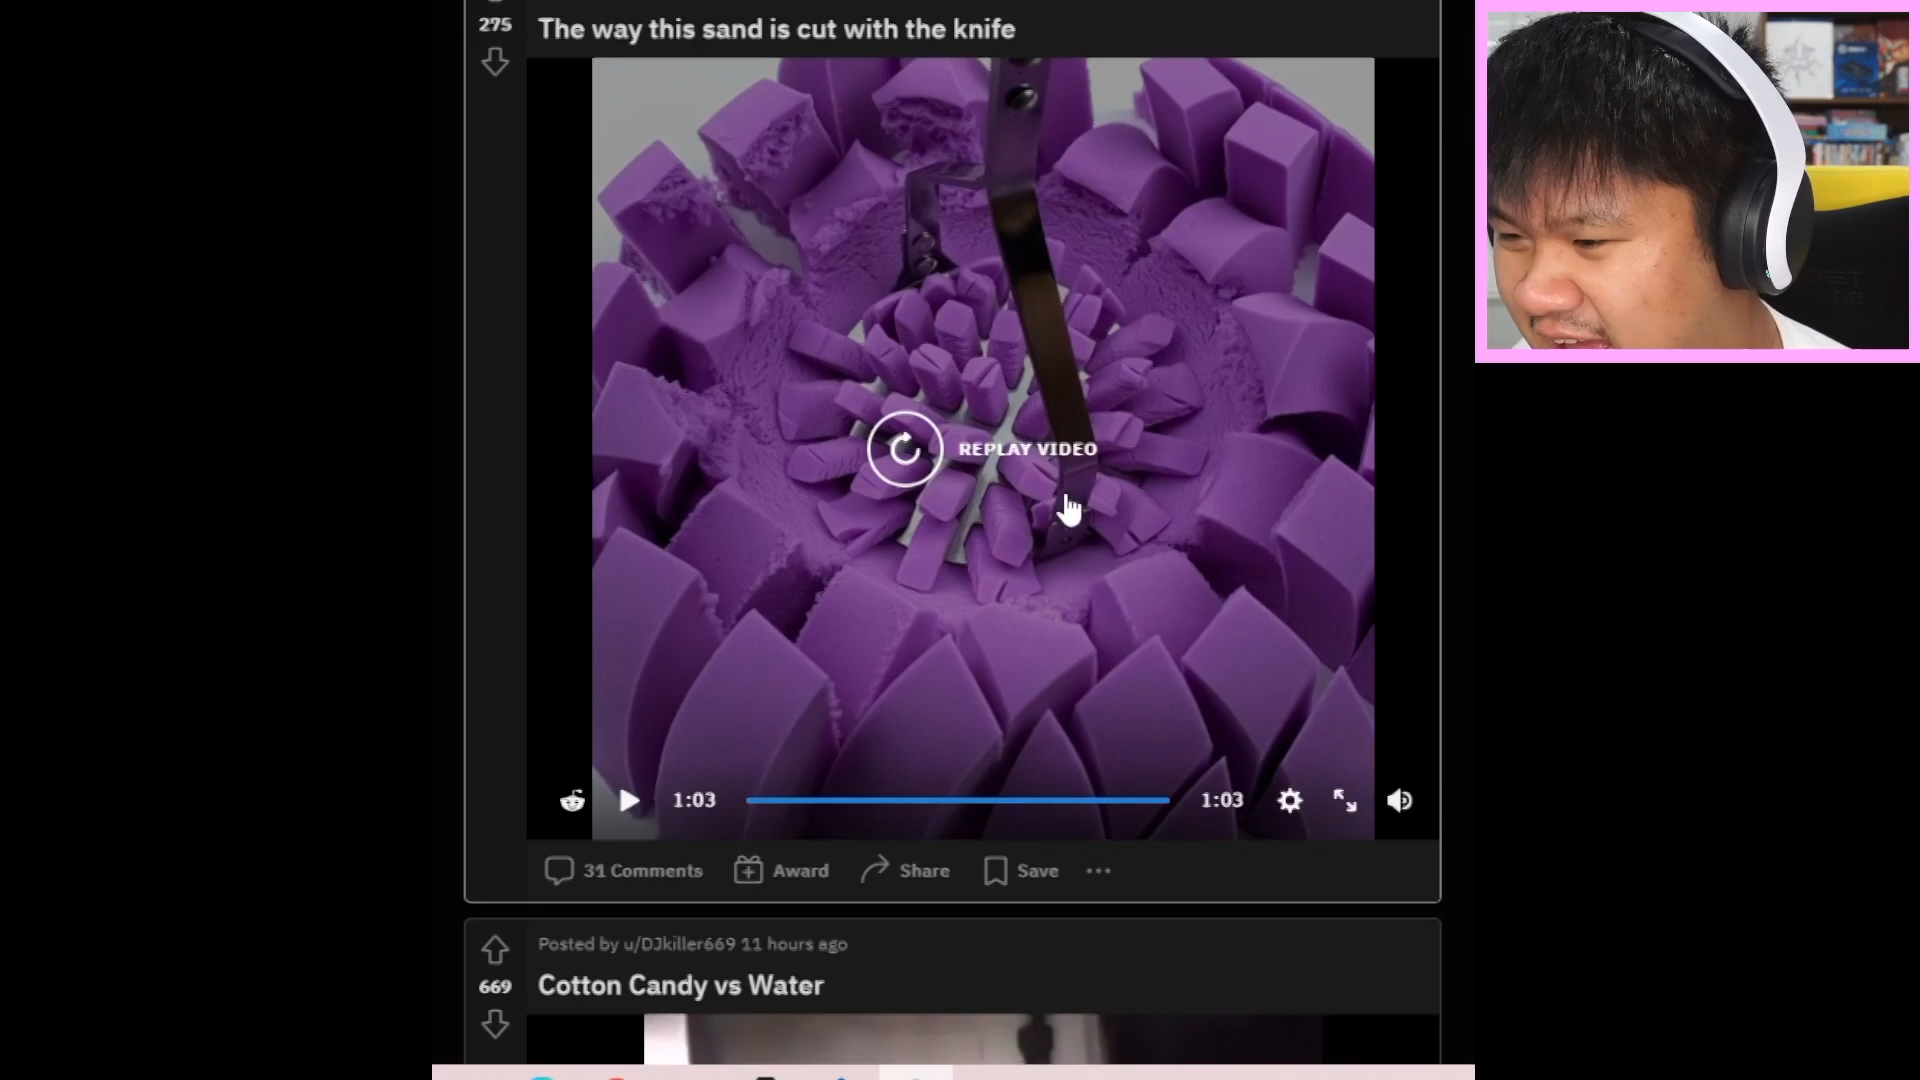 275
The way this sand is cut with the knife
REPLAY VIDEO
1:03
1:03
31 Comments
Award
Share
Save
Posted by u/DJkiller669 11 hours ago
669
Cotton Candy vs Water